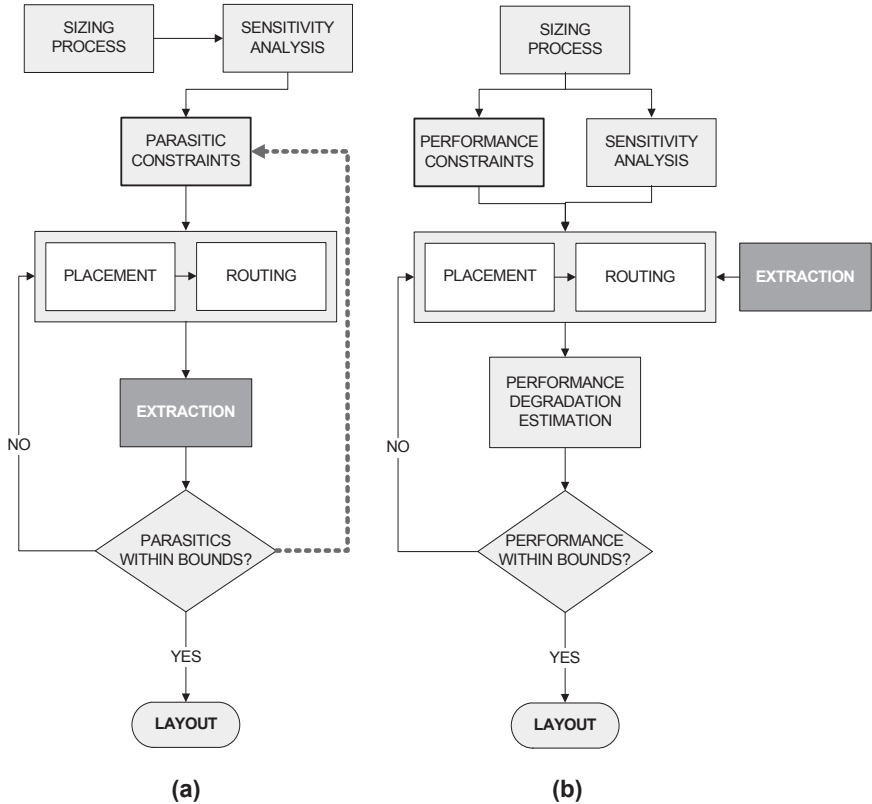 SIZING
PROCESS
SENSITIVITY
ANALYSIS
PARASITIC
CONSTRAINTS
PLACEMENT
ROUTING
EXTRACTION
NO
PARASITICS
WITHIN BOUNDS?
YES
LAYOUT
(a)
SIZING
PROCESS
PERFORMANCE
CONSTRAINTS
SENSITIVITY
ANALYSIS
PLACEMENT
ROUTING
EXTRACTION
PERFORMANCE
DEGRADATION
ESTIMATION
NO
PERFORMANCE
WITHIN BOUNDS?
YES
LAYOUT
(b)